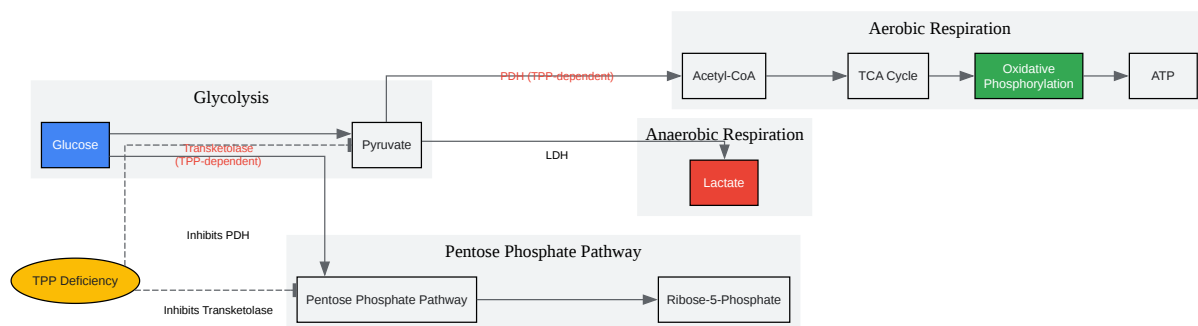 Aerobic Respiration
PDH (TPP-dependent)
Acetyl-CoA
TCA Cycle
Oxidative
Phosphorylation
ATP
Glycolysis
Glucose
Transketolase
(TPP-dependent)
Pyruvate
Anaerobic Respiration
LDH
Lactate
Inhibits PDH
Pentose Phosphate Pathway
TPP Deficiency
Inhibits Transketolase
Pentose Phosphate Pathway
Ribose-5-Phosphate